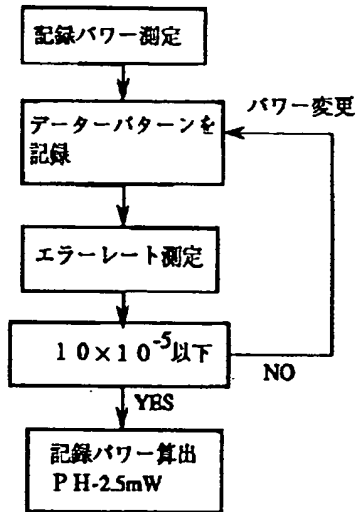 記録パワー測定
パワー変更
データーパターンを
記録
エラーレート測定
10×10⁻⁵以下
NO
YES
記録パワー算出
PH-2.5mW